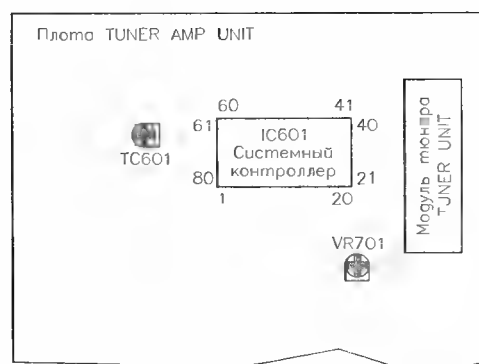 Плата TUNER AMP UNIT
60
41
61
IC601
40
Системный
контроллер
80
21
1
20
TC601
VR701
Модуль тюнера
TUNER UNIT